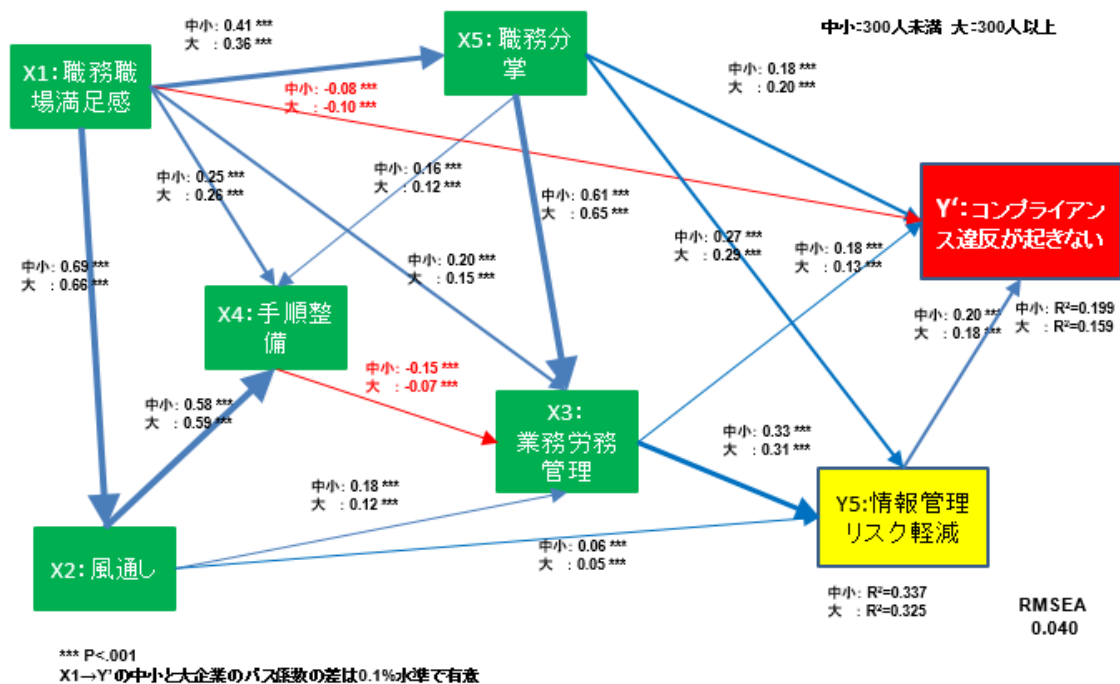 中小: 0.41 ***
大 : 0.36 ***
X5:職務分
掌
中小:300人未満 大:300人以上
X1:職務職
場満足感
中小: 0.18 ***
大 : 0.20 ***
中小: -0.08 ***
大 : -0.10 ***
中小: 0.25 ***
大 : 0.26 ***
中小: 0.16 ***
大 : 0.12 ***
中小: 0.61 ***
大 : 0.65 ***
Y‘:コンプライアン
ス違反が起きない
中小: 0.69 ***
大 : 0.66 ***
中小: 0.20 ***
大 : 0.15 ***
中小: 0.27 ***
大 : 0.29 ***
中小: 0.18 ***
大 : 0.13 ***
X4:手順整
備
中小: 0.20 ***
大 : 0.18 ***
中小: R²=0.199
大 : R²=0.159
中小: -0.15 ***
大 : -0.07 ***
中小: 0.58 ***
大 : 0.59 ***
X3:
業務労務
管理
中小: 0.33 ***
大 : 0.31 ***
中小: 0.18 ***
大 : 0.12 ***
Y5:情報管理
リスク軽減
X2:風通し
中小: 0.06 ***
大 : 0.05 ***
中小: R²=0.337
大 : R²=0.325
RMSEA
0.040
*** P<.001
X1→Y'の中小と大企業のパス係数の差は0.1%水準で有意